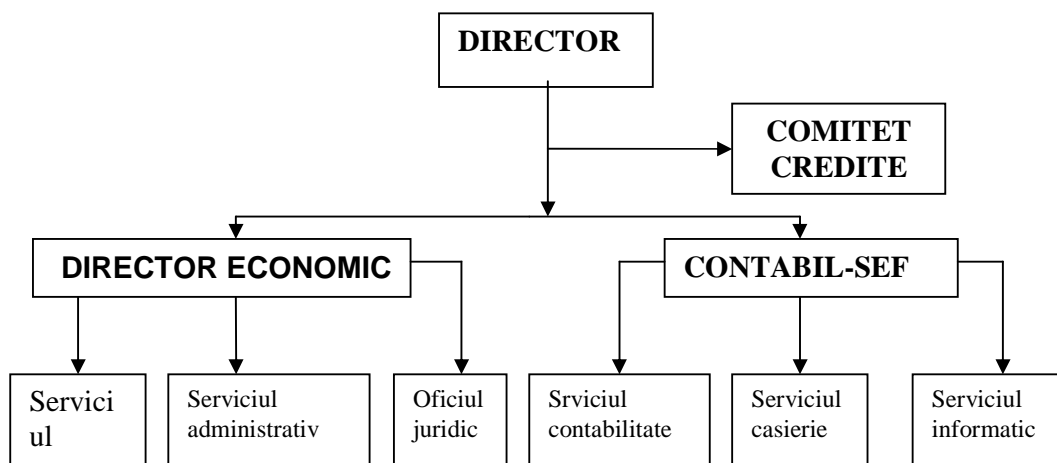 DIRECTOR
COMITET
CREDITE
DIRECTOR ECONOMIC
CONTABIL-SEF
Servici
ul
Serviciul
administrativ
Oficiul
juridic
Srviciul
contabilitate
Serviciul
casierie
Serviciul
informatic